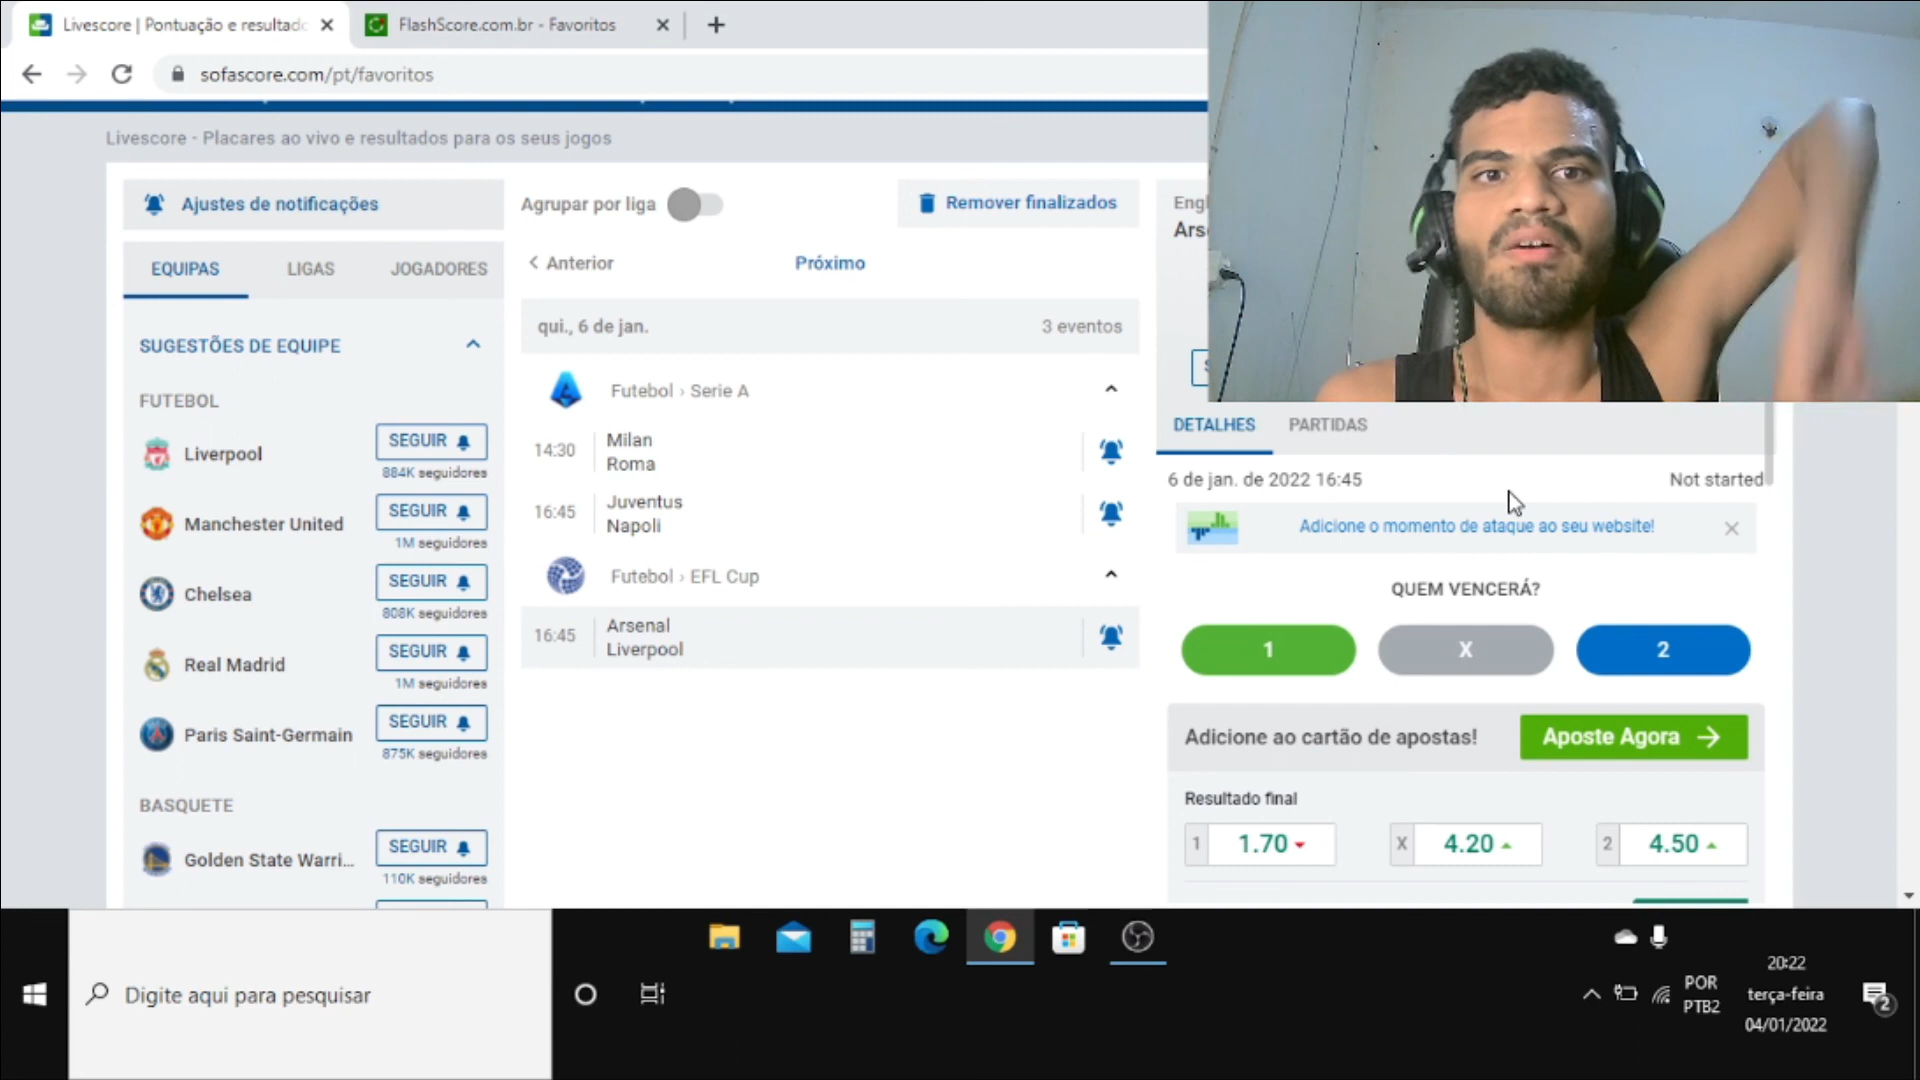 Livescore | Pontuação e resultado
FlashScore.com.br - Favoritos
sofascore.com/pt/favoritos
Livescore - Placares ao vivo e resultados para os seus jogos
Ajustes de notificações
EQUIPAS
LIGAS
JOGADORES
SUGESTÕES DE EQUIPE
FUTEBOL
Liverpool
SEGUIR
884K seguidores
Manchester United
SEGUIR
1M seguidores
Chelsea
SEGUIR
808K seguidores
Real Madrid
SEGUIR
1M seguidores
Paris Saint-Germain
SEGUIR
875K seguidores
BASQUETE
Golden State Warri...
SEGUIR
110K seguidores
Agrupar por liga
Remover finalizados
Anterior
Próximo
qui., 6 de jan.
3 eventos
Futebol › Serie A
14:30
Milan
Roma
16:45
Juventus
Napoli
Futebol › EFL Cup
16:45
Arsenal
Liverpool
DETALHES
PARTIDAS
6 de jan. de 2022 16:45
Not started
Adicione o momento de ataque ao seu website!
QUEM VENCERÁ?
1
X
2
Adicione ao cartão de apostas!
Aposte Agora
Resultado final
1 1.70
X 4.20
2 4.50
Digite aqui para pesquisar
POR
PTB2
20:22
terça-feira
04/01/2022
2